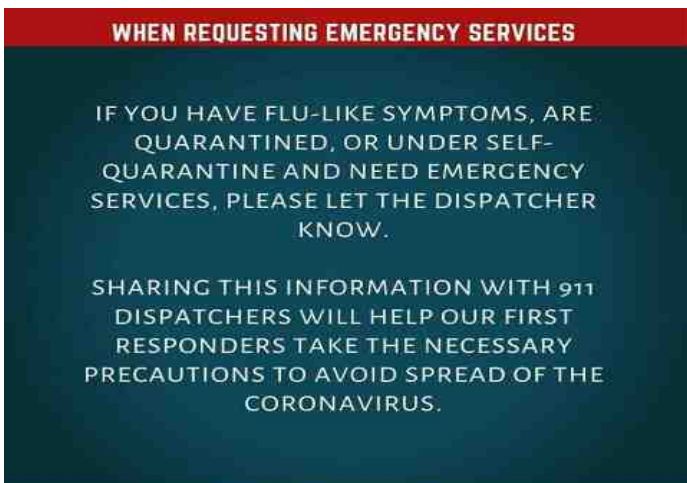 WHEN REQUESTING EMERGENCY SERVICES
IF YOU HAVE FLU-LIKE SYMPTOMS, ARE
QUARANTINED, OR UNDER SELF-
QUARANTINE AND NEED EMERGENCY
SERVICES, PLEASE LET THE DISPATCHER
KNOW.
SHARING THIS INFORMATION WITH 911
DISPATCHERS WILL HELP OUR FIRST
RESPONDERS TAKE THE NECESSARY
PRECAUTIONS TO AVOID SPREAD OF THE
CORONAVIRUS.